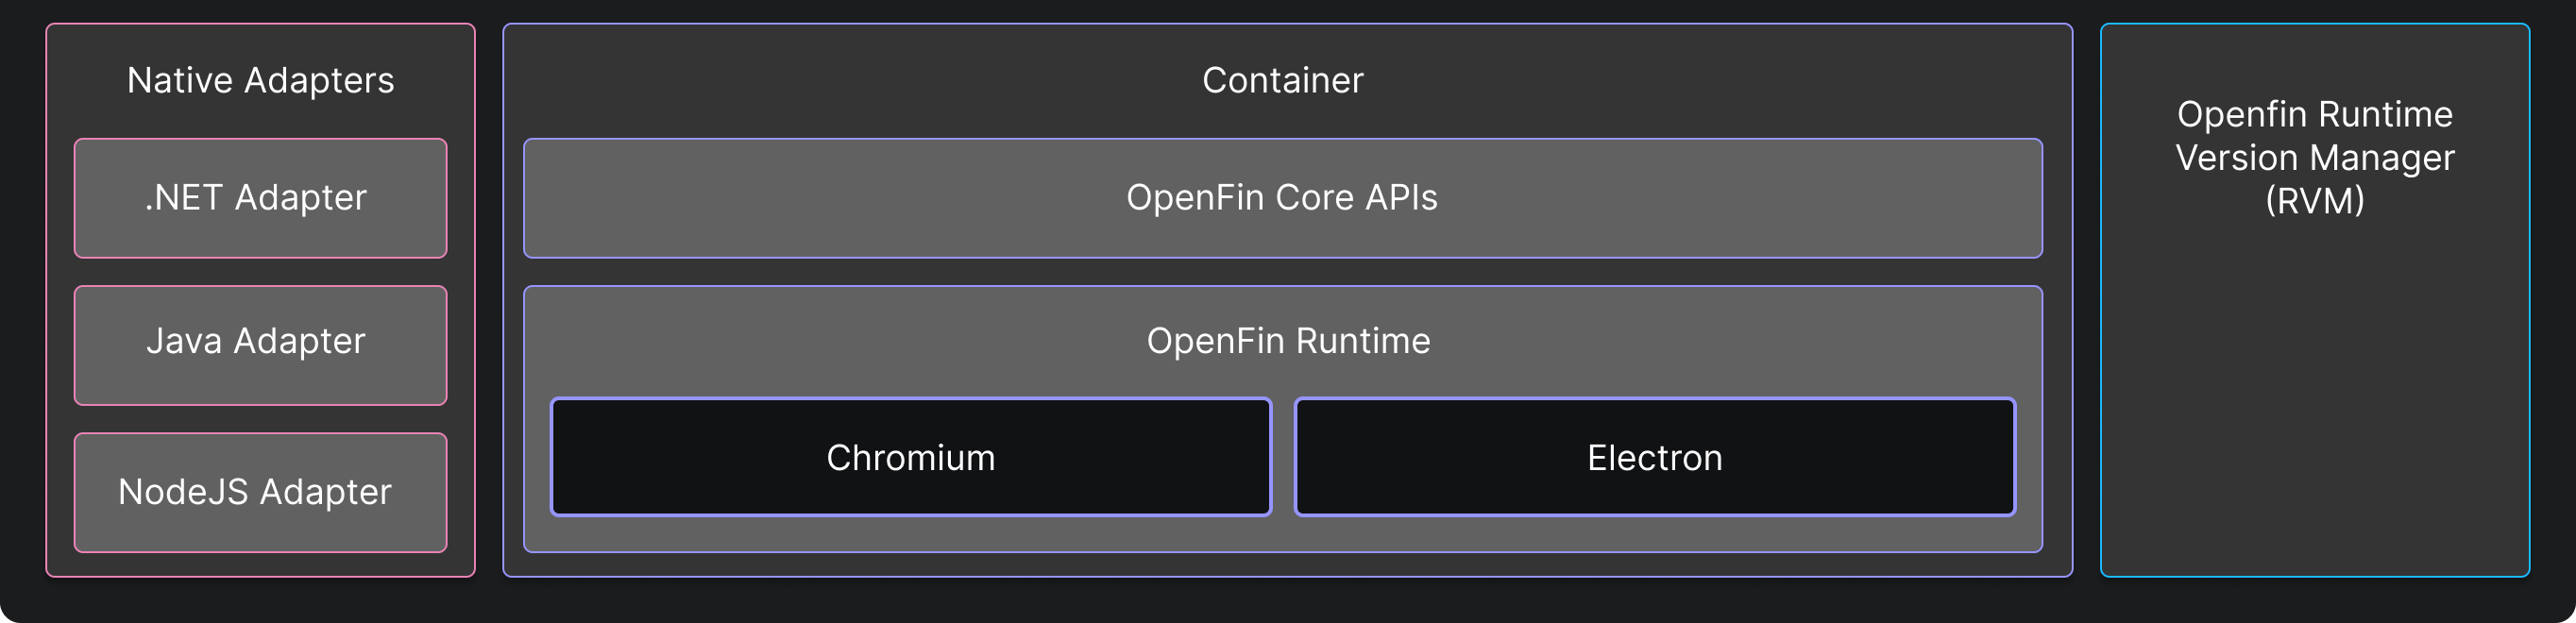 Native Adapters
.NET Adapter
Java Adapter
NodeJS Adapter
Container
OpenFin Core APIs
OpenFin Runtime
Chromium
Electron
Openfin Runtime
Version Manager
(RVM)